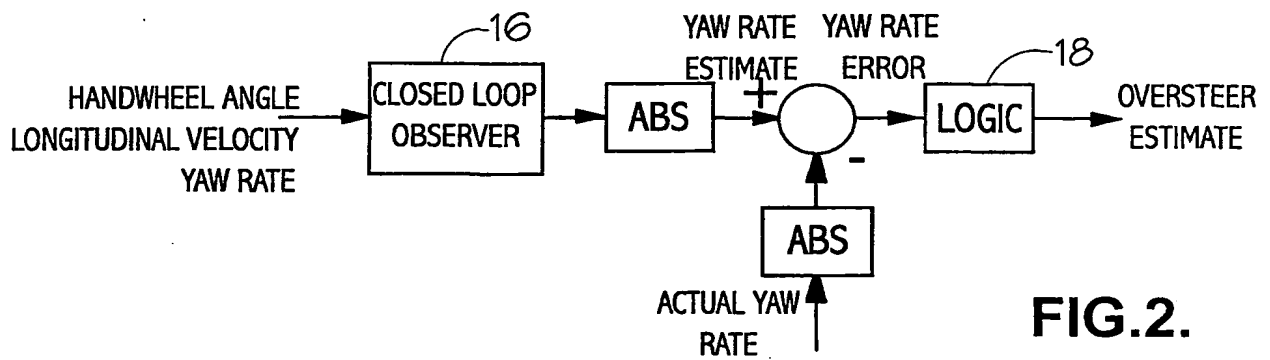 16
HANDWHEEL ANGLE
LONGITUDINAL VELOCITY
YAW RATE
CLOSED LOOP
OBSERVER
ABS
YAW RATE
ESTIMATE
+
-
YAW RATE
ERROR
18
LOGIC
OVERSTEER
ESTIMATE
ABS
ACTUAL YAW
RATE
FIG.2.